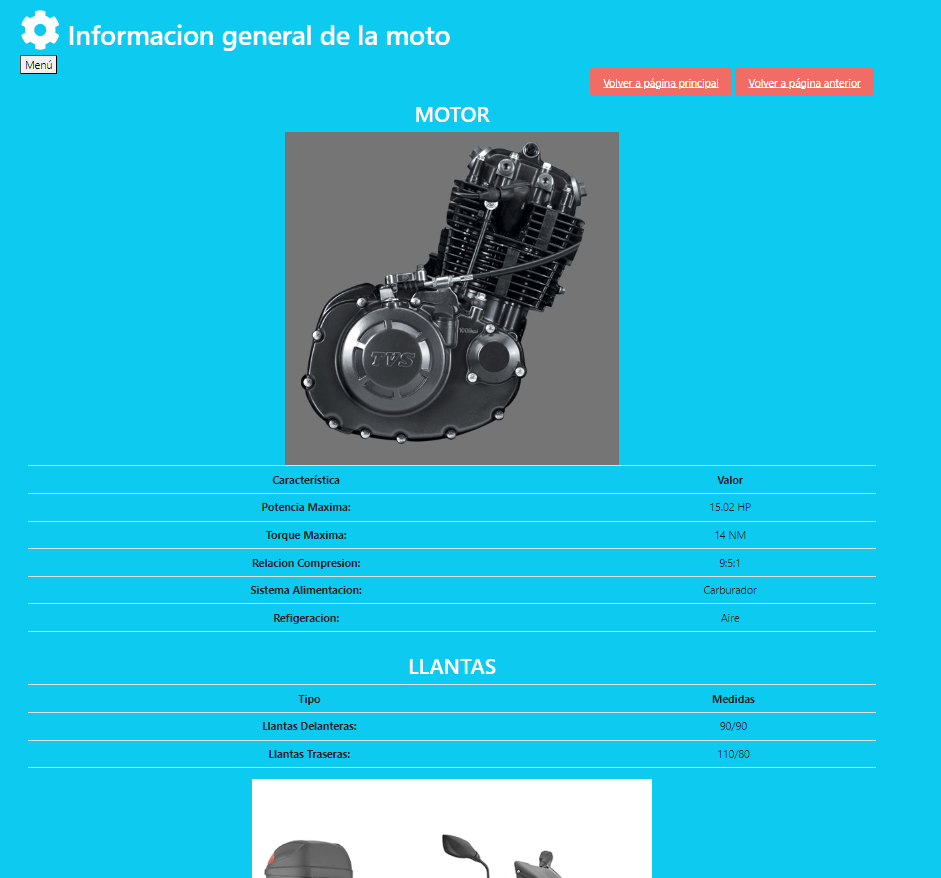 Informacion general de la moto
Menú
Volver a página principal Volver a página anterior
MOTOR
TVS
Característica Valor
Potencia Maxima: 15.02 HP
Torque Maxima: 14 NM
Relacion Compresion: 9:5:1
Sistema Alimentacion: Carburador
Refigeracion: Aire
LLANTAS
Tipo Medidas
Llantas Delanteras: 90/90
Llantas Traseras: 110/80